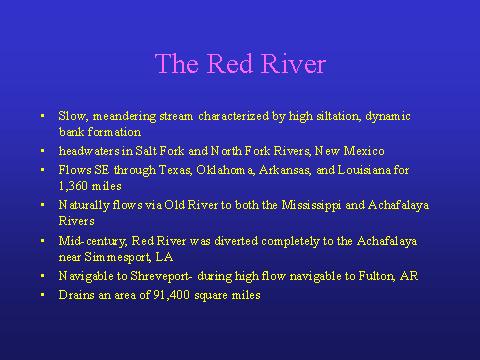 The Red River
• Slow, meandering stream characterized by high siltation, dynamic
bank formation
• headwaters in Salt Fork and North Fork Rivers, New Mexico
• Flows SE through Texas, Oklahoma, Arkansas, and Louisiana for
1,360 miles
• Naturally flows via Old River to both the Mississippi and Achafalaya
Rivers
• Mid-century, Red River was diverted completely to the Achafalaya
near Simmesport, LA
• Navigable to Shreveport- during high flow navigable to Fulton, AR
• Drains an area of 91,400 square miles